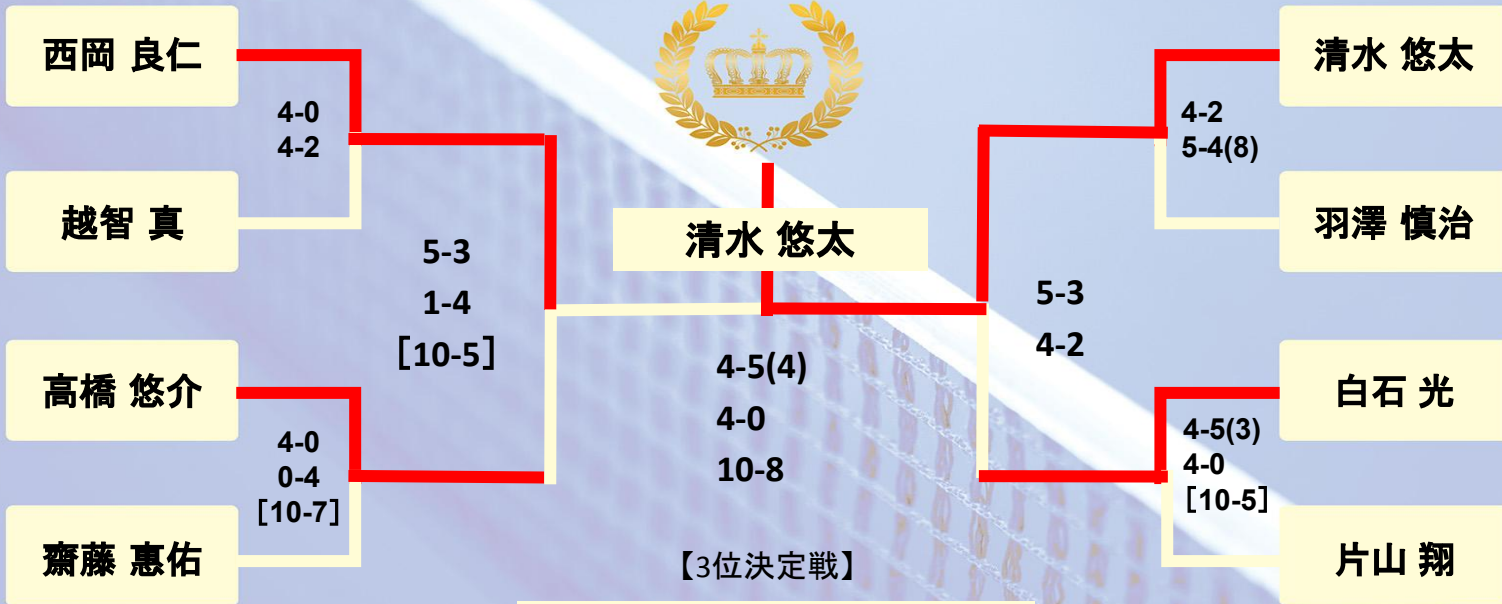 西岡 良仁
4-0
4-2
越智 真
5-3
1-4
[10-5]
高橋 悠介
4-0
0-4
[10-7]
齋藤 惠佑
清水 悠太
4-5(4)
4-0
10-8
【3位決定戦】
清水 悠太
4-2
5-4(8)
羽澤 慎治
5-3
4-2
白石 光
4-5(3)
4-0
[10-5]
片山 翔